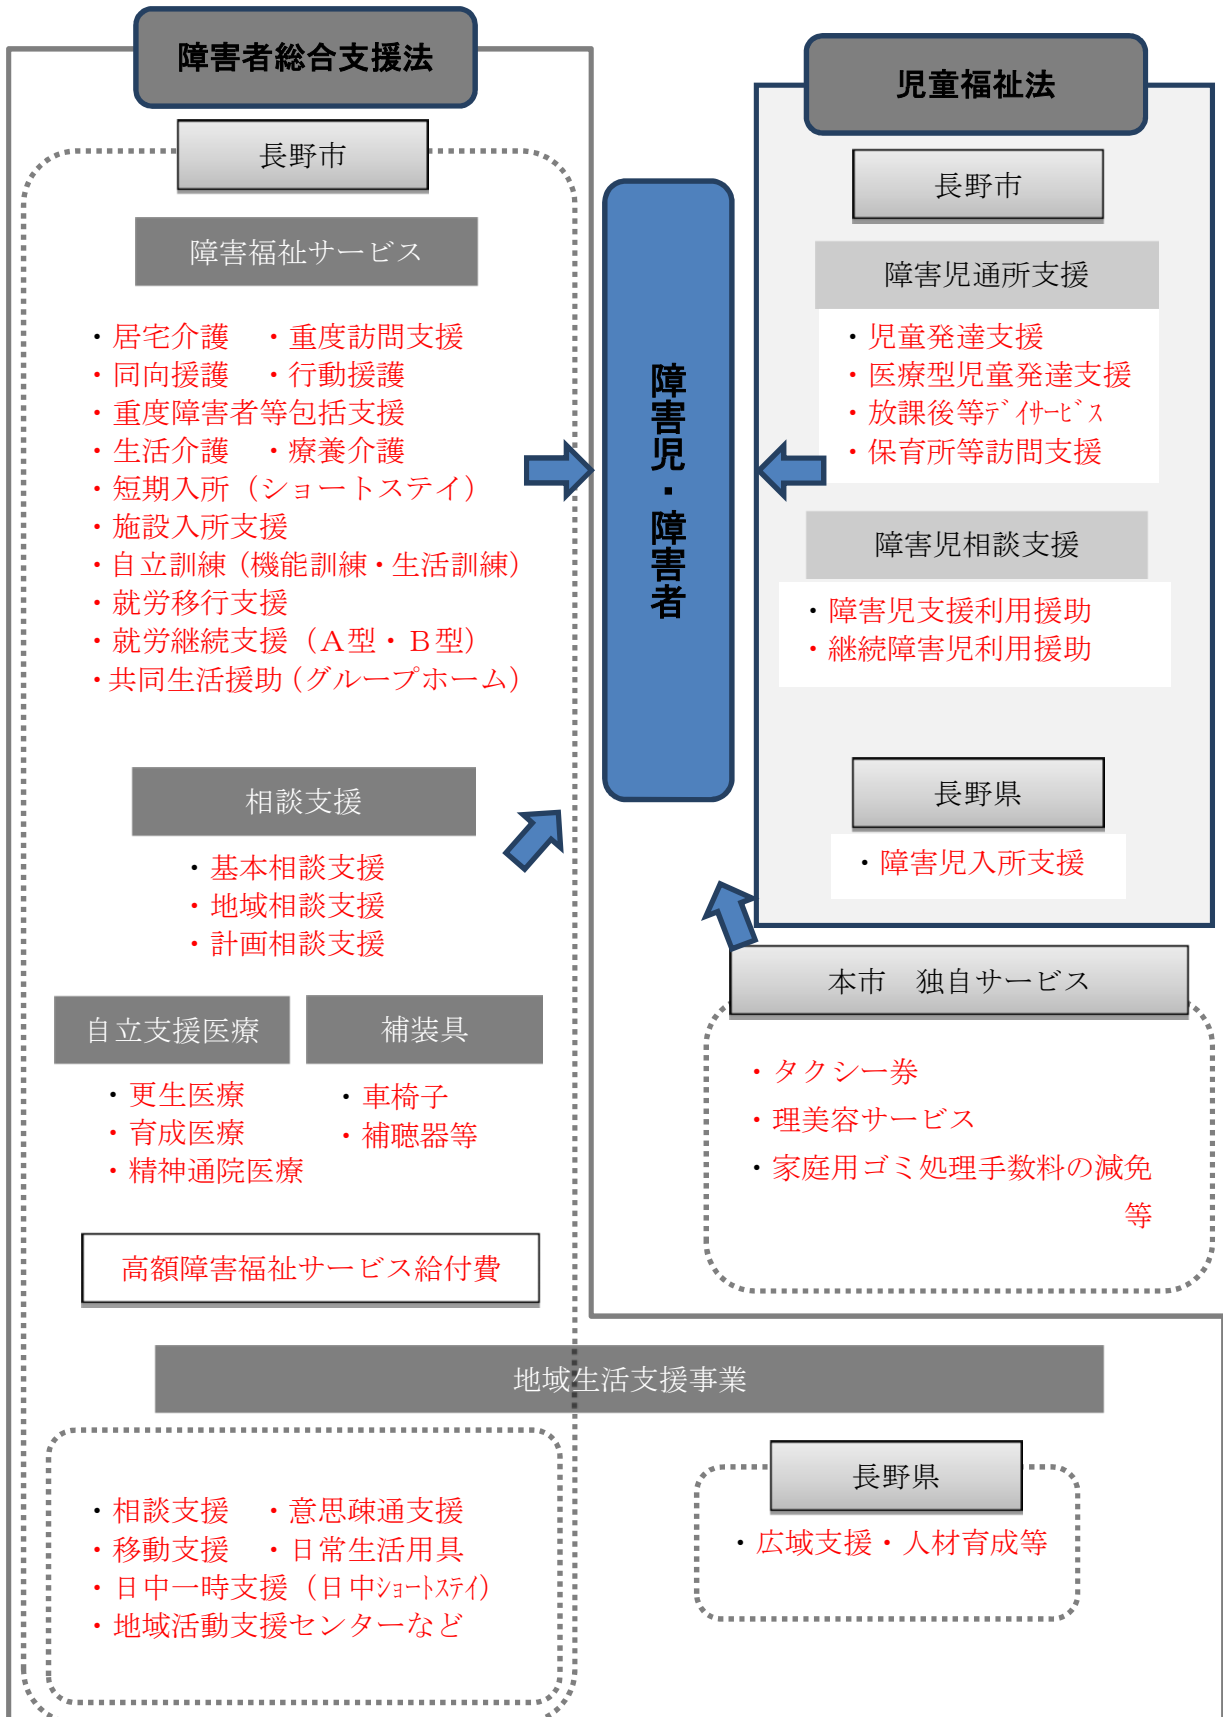 障害者総合支援法
長野市
障害福祉サービス
・居宅介護　・重度訪問支援
・同向援護　・行動援護
・重度障害者等包括支援
・生活介護　・療養介護
・短期入所（ショートステイ）
・施設入所支援
・自立訓練（機能訓練・生活訓練）
・就労移行支援
・就労継続支援（Ａ型・Ｂ型）
・共同生活援助（グループホーム）
相談支援
・基本相談支援
・地域相談支援
・計画相談支援
自立支援医療
・更生医療
・育成医療
・精神通院医療
補装具
・車椅子
・補聴器等
高額障害福祉サービス給付費
障害児・障害者
児童福祉法
長野市
障害児通所支援
・児童発達支援
・医療型児童発達支援
・放課後等ﾃﾞｲｻｰﾋﾞｽ
・保育所等訪問支援
障害児相談支援
・障害児支援利用援助
・継続障害児利用援助
長野県
・障害児入所支援
本市　独自サービス
・タクシー券
・理美容サービス
・家庭用ゴミ処理手数料の減免
等
地域生活支援事業
・相談支援　・意思疎通支援
・移動支援　・日常生活用具
・日中一時支援（日中ｼｮｰﾄｽﾃｲ）
・地域活動支援センターなど
長野県
・広域支援・人材育成等